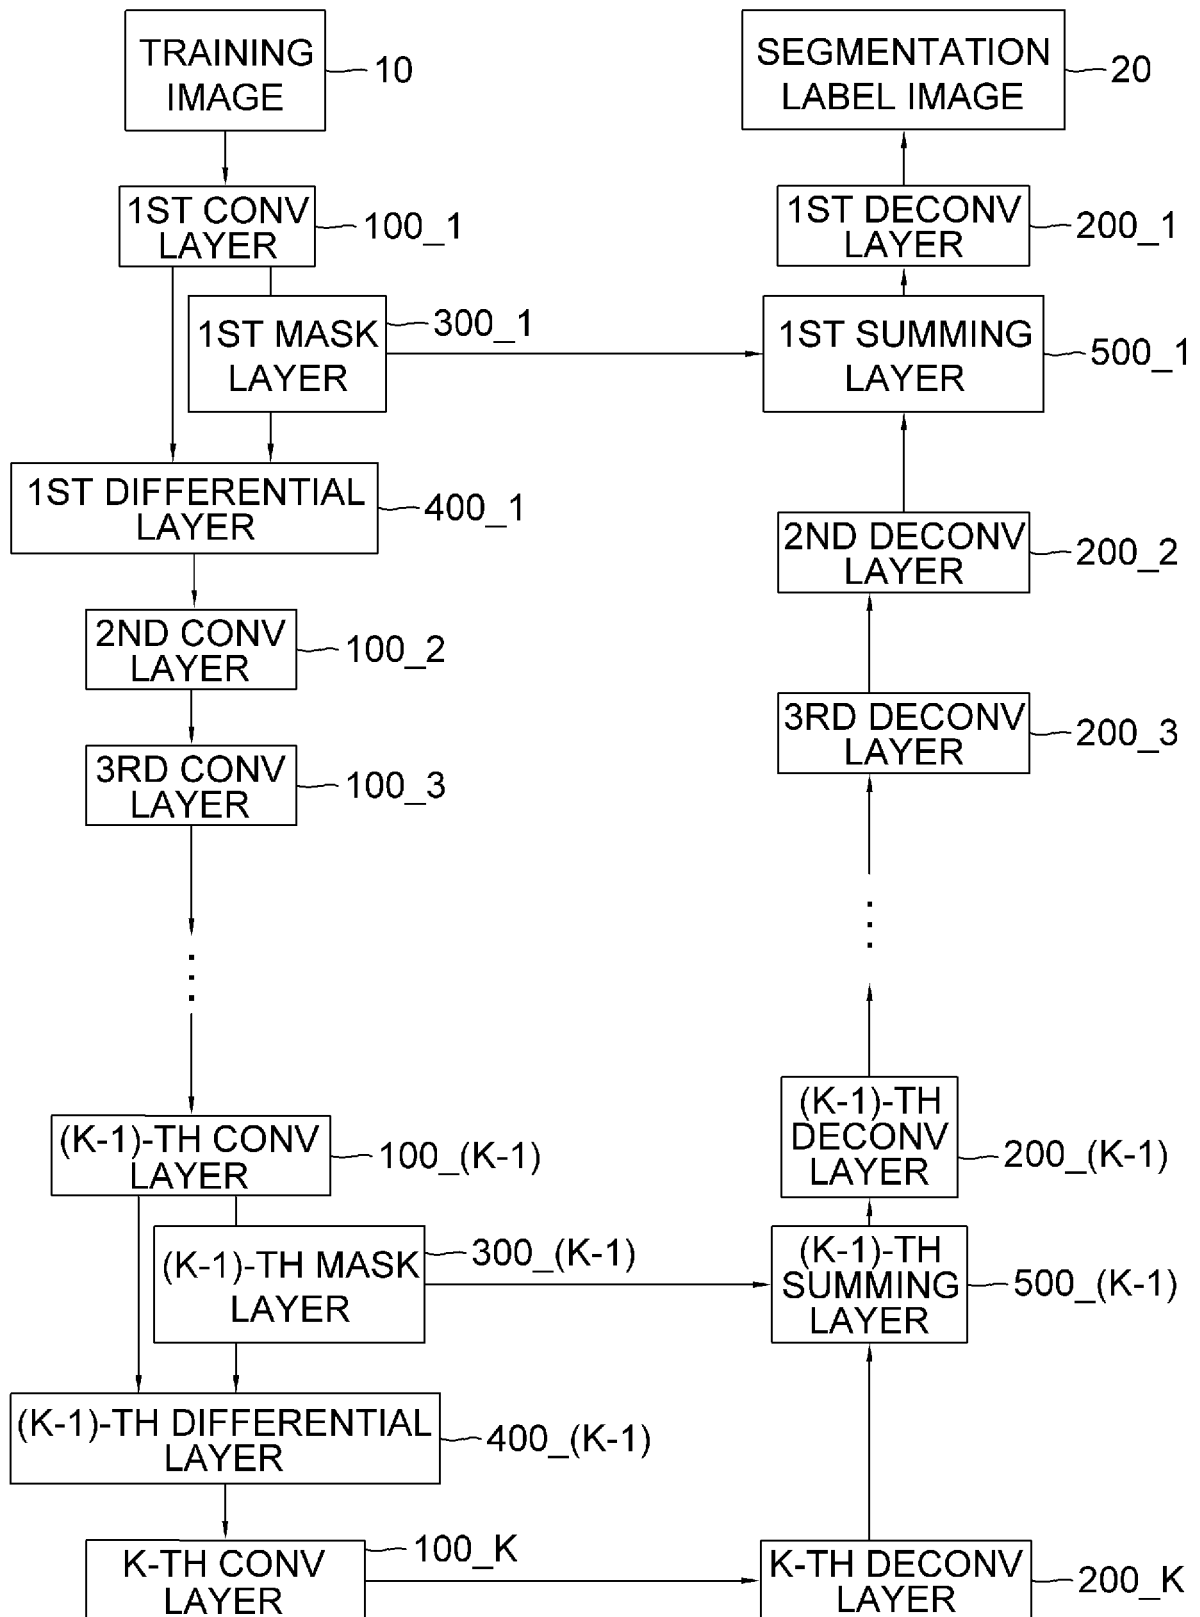 TRAINING
IMAGE
10
1ST CONV
LAYER
100_1
1ST MASK
LAYER
300_1
1ST DIFFERENTIAL
LAYER
400_1
2ND CONV
LAYER
100_2
3RD CONV
LAYER
100_3
(K-1)-TH CONV
LAYER
100_(K-1)
(K-1)-TH MASK
LAYER
300_(K-1)
(K-1)-TH DIFFERENTIAL
LAYER
400_(K-1)
K-TH CONV
LAYER
100_K
SEGMENTATION
LABEL IMAGE
20
1ST DECONV
LAYER
200_1
1ST SUMMING
LAYER
500_1
2ND DECONV
LAYER
200_2
3RD DECONV
LAYER
200_3
(K-1)-TH
DECONV
LAYER
200_(K-1)
(K-1)-TH
SUMMING
LAYER
500_(K-1)
K-TH DECONV
LAYER
200_K